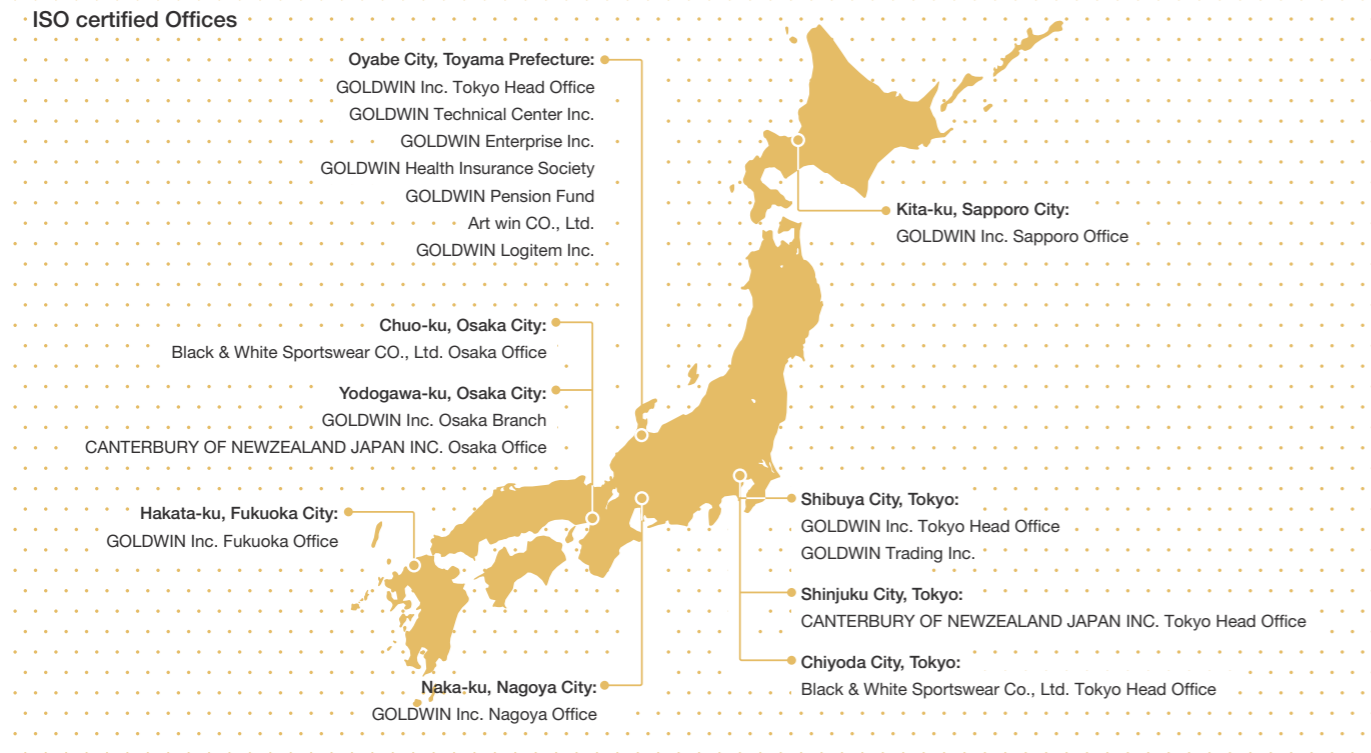 ISO certified Offices
Oyabe City, Toyama Prefecture:
GOLDWIN Inc. Tokyo Head Office
GOLDWIN Technical Center Inc.
GOLDWIN Enterprise Inc.
GOLDWIN Health Insurance Society
GOLDWIN Pension Fund
Art win CO., Ltd.
GOLDWIN Logitem Inc.
Chuo-ku, Osaka City:
Black & White Sportswear CO., Ltd. Osaka Office
Yodogawa-ku, Osaka City:
GOLDWIN Inc. Osaka Branch
CANTERBURY OF NEWZEALAND JAPAN INC. Osaka Office
Hakata-ku, Fukuoka City:
GOLDWIN Inc. Fukuoka Office
Naka-ku, Nagoya City:
GOLDWIN Inc. Nagoya Office
Kita-ku, Sapporo City:
GOLDWIN Inc. Sapporo Office
Shibuya City, Tokyo:
GOLDWIN Inc. Tokyo Head Office
GOLDWIN Trading Inc.
Shinjuku City, Tokyo:
CANTERBURY OF NEWZEALAND JAPAN INC. Tokyo Head Office
Chiyoda City, Tokyo:
Black & White Sportswear Co., Ltd. Tokyo Head Office